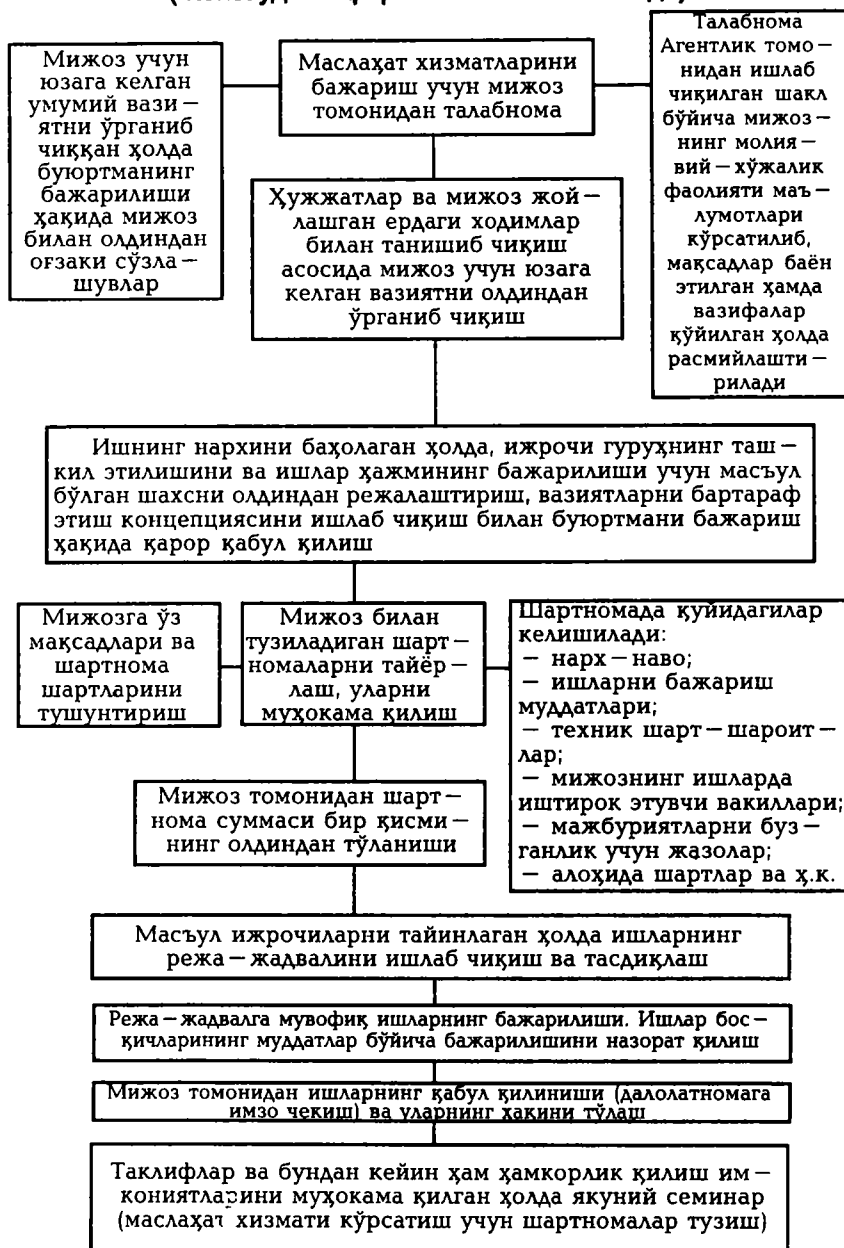 Мижоз учун
юзага келган
умумий вази—
ятни ўрганиб
чиққан ҳолда
буюртманинг
бажарилиши
ҳақида мижоз
билан олдиндан
оғзаки сўзла—
шувлар
Маслаҳат хизматларини
бажариш учун мижоз
томонидан талабнома
Талабнома
Агентлик томо—
нидан ишлаб
чиқилган шакл
бўйича мижоз—
нинг молия—
вий—хўжалик
фаолияти маъ—
лумотлари
кўрсатилиб,
мақсадлар баён
этилган ҳамда
вазифалар
қўйилган ҳолда
расмийлашти—
рилади
Ҳужжатлар ва мижоз жой—
лашган ердаги ходимлар
билан танишиб чиқиш
асосида мижоз учун юзага
келган вазиятни олдиндан
ўрганиб чиқиш
Ишнинг нархини баҳолаган ҳолда, ижрочи гуруҳнинг таш—
кил этилишини ва ишлар ҳажмининг бажарилиши учун масъул
бўлган шахсни олдиндан режалаштириш, вазиятларни бартараф
этиш концепциясини ишлаб чиқиш билан буюртмани бажариш
ҳақида қарор қабул қилиш
Мижозга ўз
мақсадлари ва
шартнома
шартларини
тушунтириш
Мижоз билан
тузиладиган шарт—
номаларни тайёр—
лаш, уларни
муҳокама қилиш
Шартномада қуйидагилар
келишилади:
— нарх—наво;
— ишларни бажариш
муддатлари;
— техник шарт—шароит—
лар;
— мижознинг ишларда
иштирок этувчи вакиллари;
— мажбуриятларни буз—
ганлик учун жазолар;
— алоҳида шартлар ва ҳ.к.
Мижоз томонидан шарт—
нома суммаси бир қисми—
нинг олдиндан тўланиши
Масъул ижрочиларни тайинлаган ҳолда ишларнинг
режа—жадвалини ишлаб чиқиш ва тасдиқлаш
Режа—жадвалга мувофиқ ишларнинг бажарилиши. Ишлар бос—
қичларининг муддатлар бўйича бажарилишини назорат қилиш
Мижоз томонидан ишларнинг қабул қилиниши (далолатномага
имзо чекиш) ва уларнинг ҳақини тўлаш
Таклифлар ва бундан кейин ҳам ҳамкорлик қилиш им—
кониятларини муҳокама қилган ҳолда якуний семинар
(маслаҳат хизмати кўрсатиш учун шартномалар тузиш)